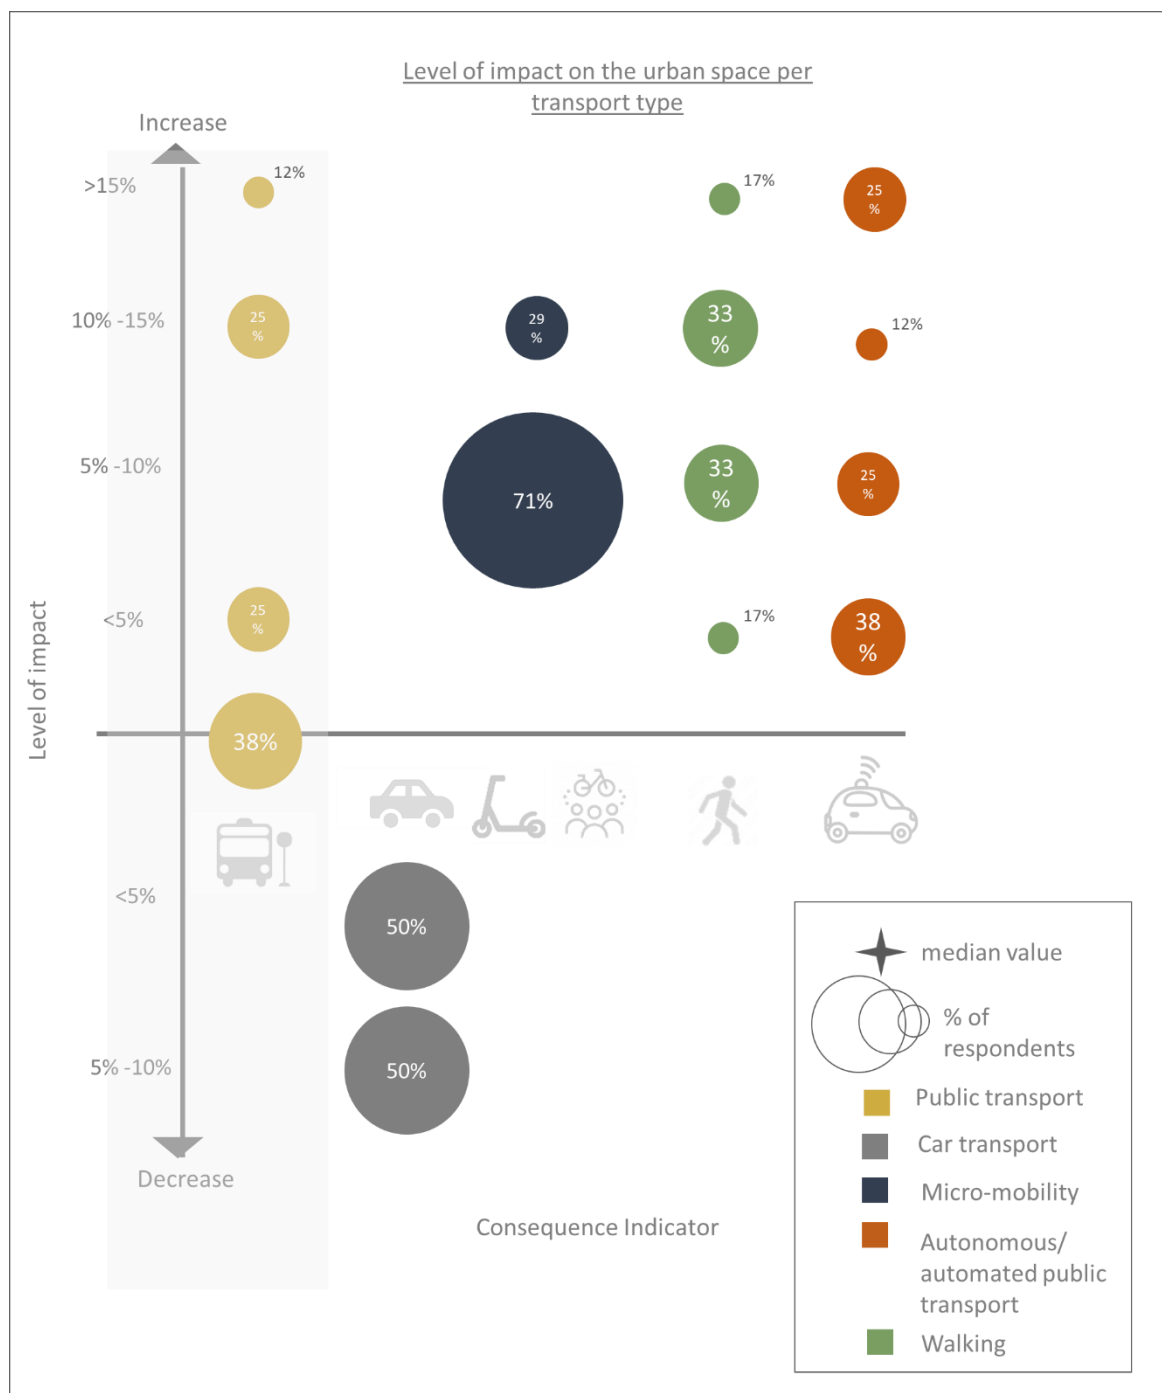 Level of impact on the urban space per
transport type
Increase
>15%
12%
17%
25
%
10% -15%
25
%
29
%
33
%
12%
5% -10%
71%
33
%
25
%
<5%
25
%
17%
38
%
Level of impact
38%
<5%
50%
5% -10%
50%
Decrease
Consequence Indicator
median value
% of
respondents
Public transport
Car transport
Micro-mobility
Autonomous/
automated public
transport
Walking